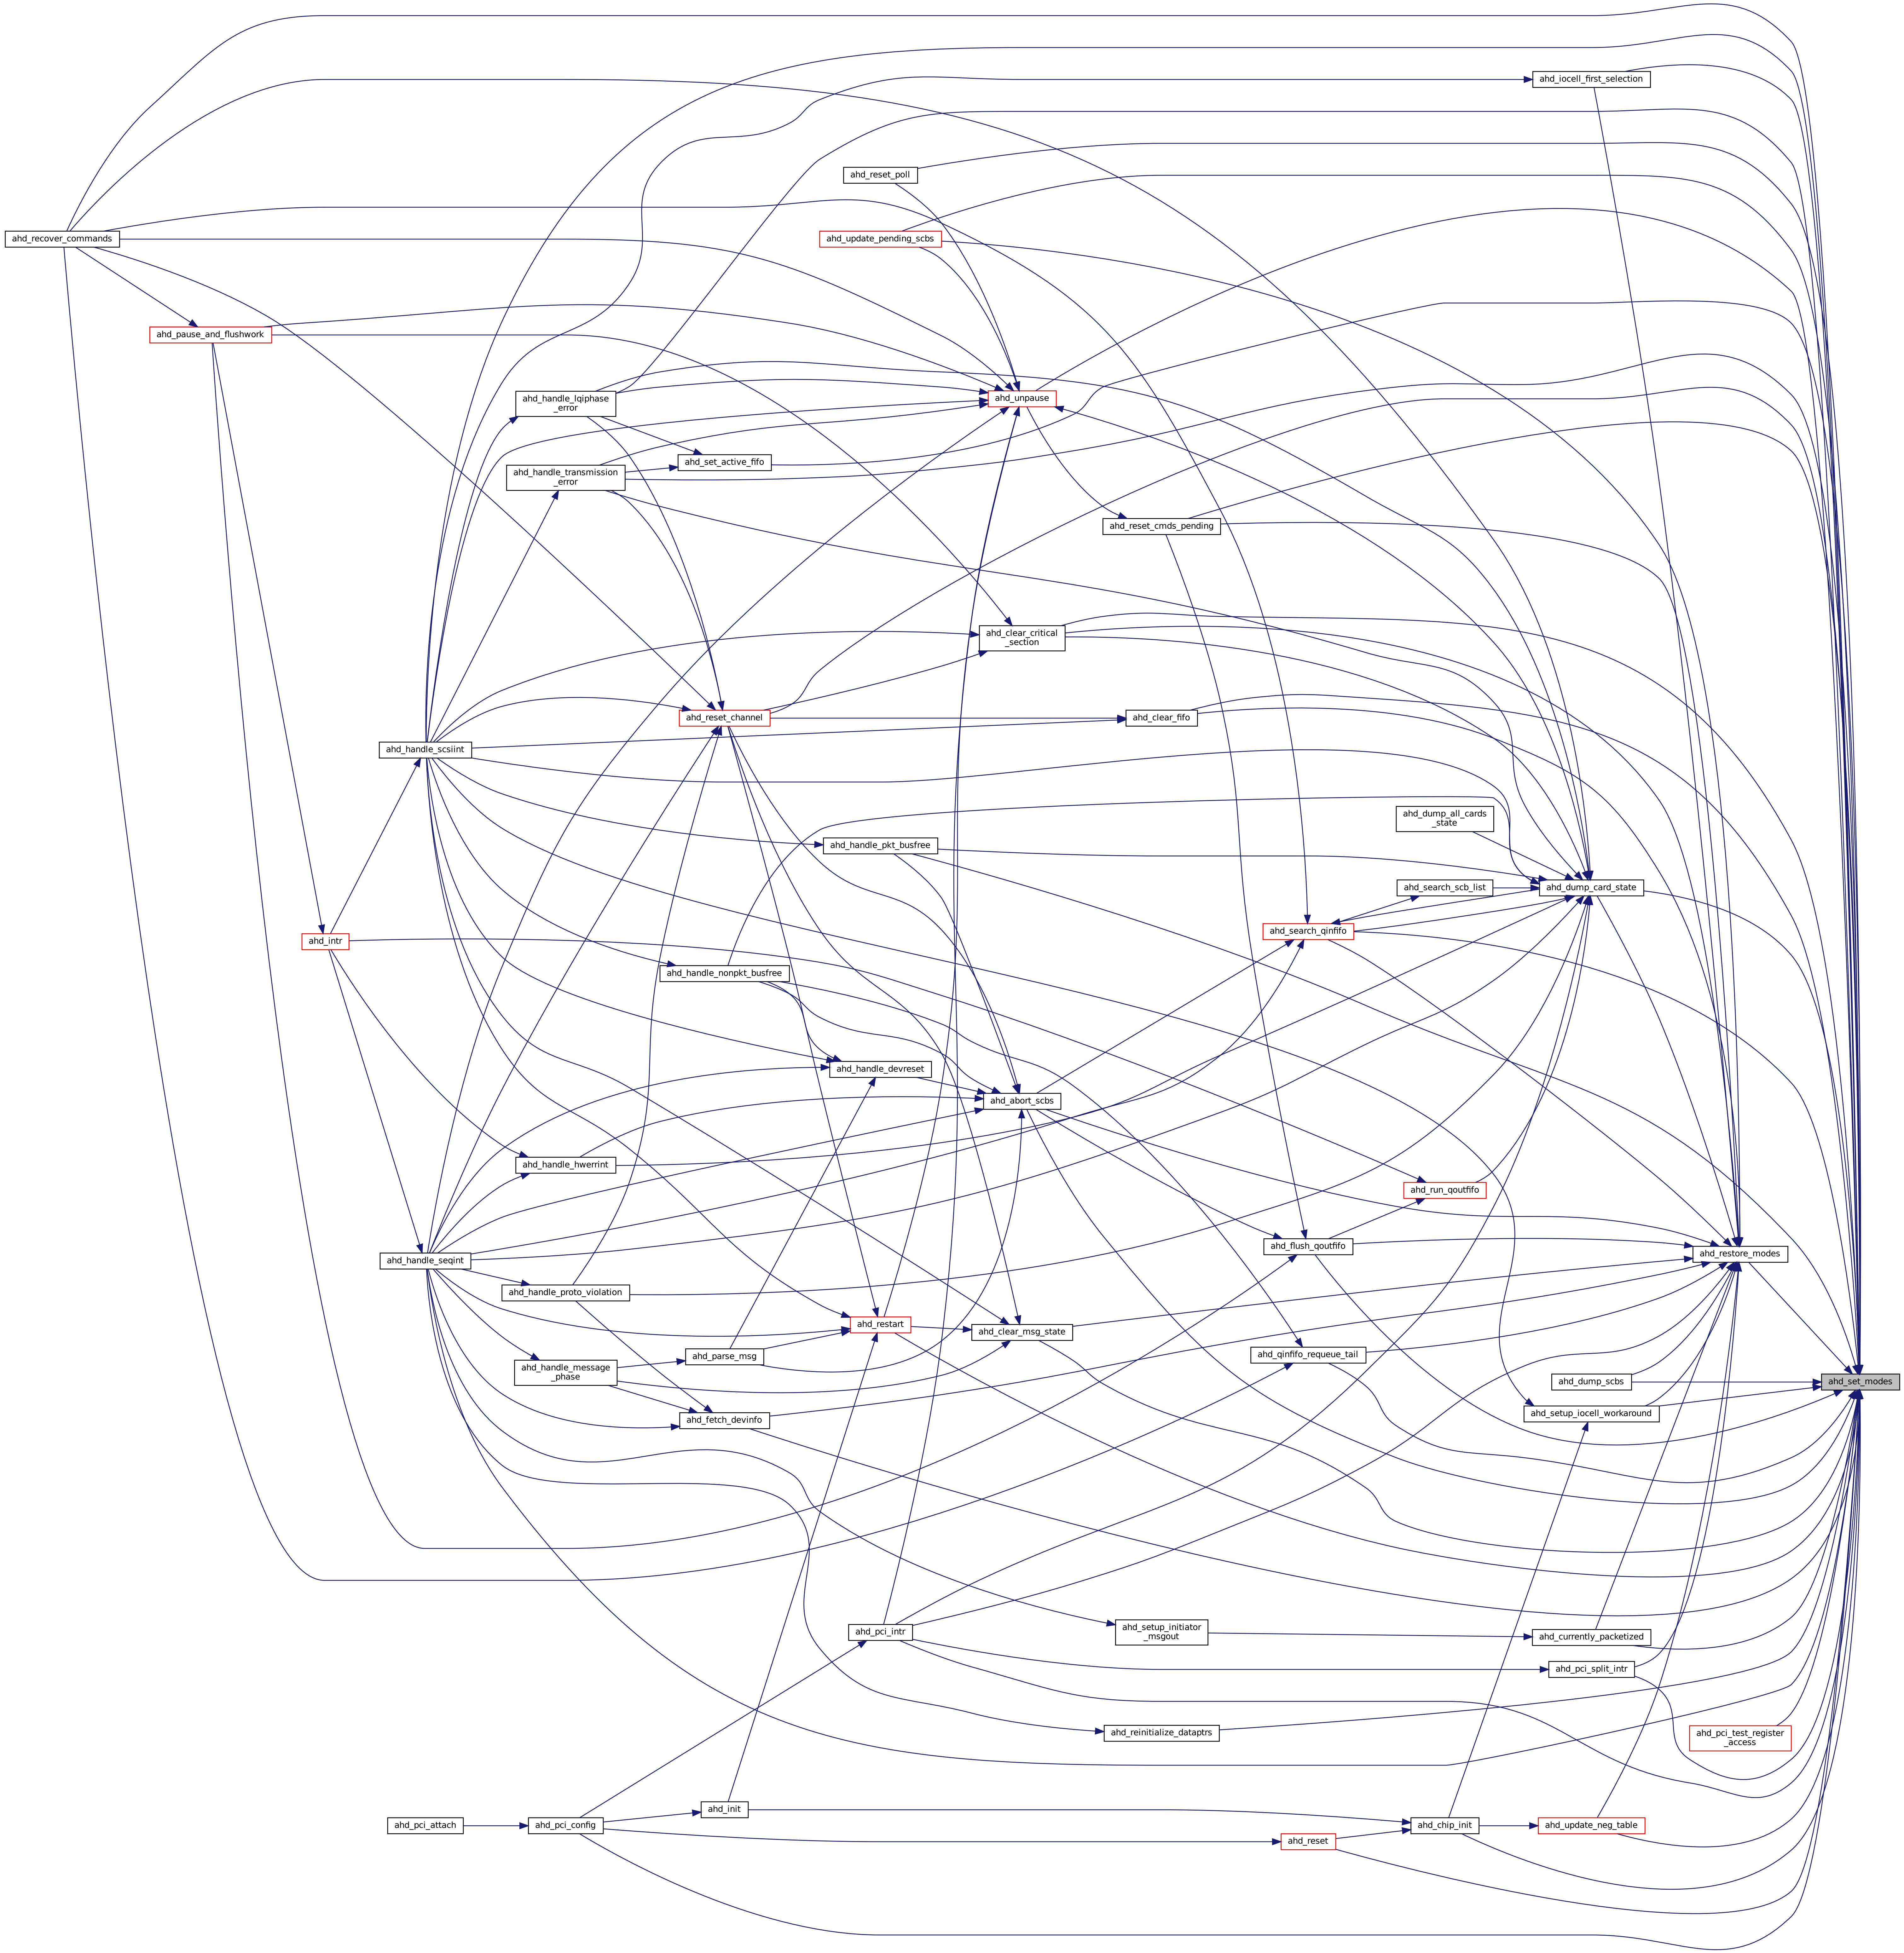 ahd_iocell_first_selection
ahd_reset_poll
ahd_recover_commands
ahd_update_pending_scbs
ahd_pause_and_flushwork
ahd_handle_lqiphase
_error
ahd_unpause
ahd_set_active_fifo
ahd_handle_transmission
_error
ahd_reset_cmds_pending
ahd_clear_critical
_section
ahd_reset_channel
ahd_clear_fifo
ahd_handle_scsiint
ahd_dump_all_cards
_state
ahd_handle_pkt_busfree
ahd_search_scb_list
ahd_dump_card_state
ahd_search_qinfifo
ahd_intr
ahd_handle_nonpkt_busfree
ahd_handle_devreset
ahd_abort_scbs
ahd_handle_hwerrint
ahd_run_qoutfifo
ahd_flush_qoutfifo
ahd_restore_modes
ahd_handle_seqint
ahd_handle_proto_violation
ahd_restart
ahd_clear_msg_state
ahd_parse_msg
ahd_qinfifo_requeue_tail
ahd_handle_message
_phase
ahd_dump_scbs
ahd_set_modes
ahd_fetch_devinfo
ahd_setup_iocell_workaround
ahd_pci_intr
ahd_setup_initiator
_msgout
ahd_currently_packetized
ahd_pci_split_intr
ahd_reinitialize_dataptrs
ahd_pci_test_register
_access
ahd_init
ahd_pci_attach
ahd_pci_config
ahd_chip_init
ahd_update_neg_table
ahd_reset